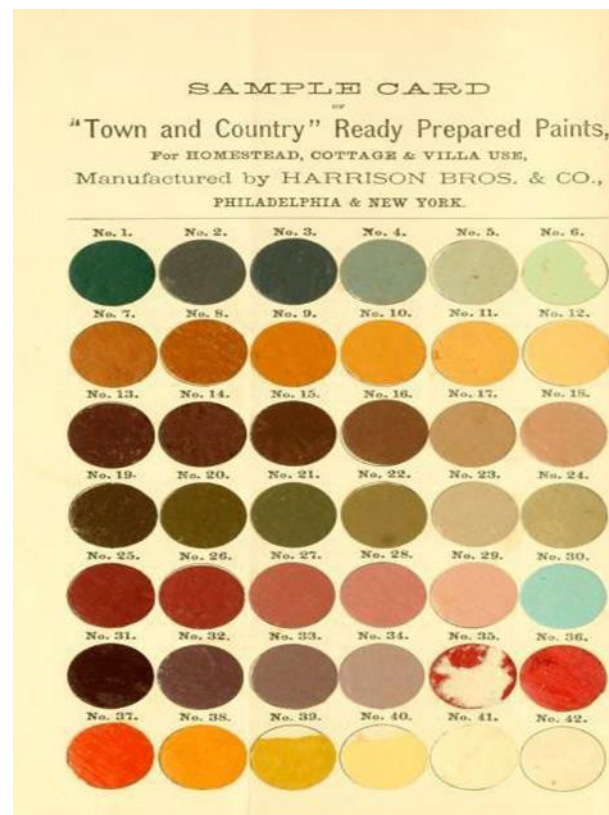 SAMPLE CARD
OF
"Town and Country" Ready Prepared Paints,
For HOMESTEAD, COTTAGE & VILLA USE,
Manufactured by HARRISON BROS. & CO.,
PHILADELPHIA & NEW YORK.
No. 1. No. 2. No. 3. No. 4. No. 5. No. 6.
No. 7. No. 8. No. 9. No. 10. No. 11. No. 12.
No. 13. No. 14. No. 15. No. 16. No. 17. No. 18.
No. 19. No. 20. No. 21. No. 22. No. 23. No. 24.
No. 25. No. 26. No. 27. No. 28. No. 29. No. 30.
No. 31. No. 32. No. 33. No. 34. No. 35. No. 36.
No. 37. No. 38. No. 39. No. 40. No. 41. No. 42.